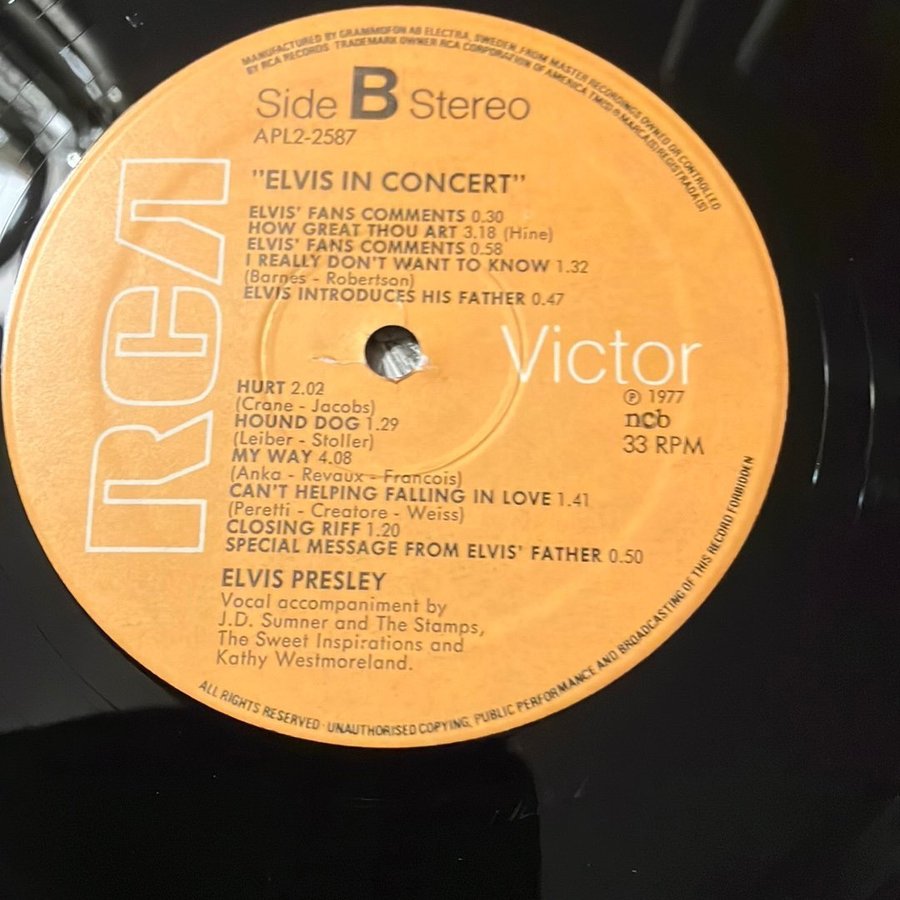 MANUFACTURED BY GRAMMOFON AB ELECTRA, SWEDEN, FROM MASTER RECORDINGS OWNED OR CONTROLLED
BY RCA RECORDS. TRADEMARK OWNER RCA CORPORATION OF AMERICA TM(S) ® MARCA(S) REGISTRADA(S)
Side B Stereo
APL2-2587
"ELVIS IN CONCERT"
ELVIS' FANS COMMENTS 0.30
HOW GREAT THOU ART 3.18 (Hine)
ELVIS' FANS COMMENTS 0.58
I REALLY DON'T WANT TO KNOW 1.32
(Barnes - Robertson)
ELVIS INTRODUCES HIS FATHER 0.47
RCA
Victor
HURT 2.02
(Crane - Jacobs)
HOUND DOG 1.29
(Leiber - Stoller)
MY WAY 4.08
(Anka - Revaux - Francois)
CAN'T HELPING FALLING IN LOVE 1.41
(Peretti - Creatore - Weiss)
CLOSING RIFF 1.20
SPECIAL MESSAGE FROM ELVIS' FATHER 0.50
℗ 1977
ncb
33 RPM
ELVIS PRESLEY
Vocal accompaniment by
J.D. Sumner and The Stamps,
The Sweet Inspirations and
Kathy Westmoreland.
ALL RIGHTS RESERVED · UNAUTHORISED COPYING, PUBLIC PERFORMANCE AND BROADCASTING OF THIS RECORD FORBIDDEN